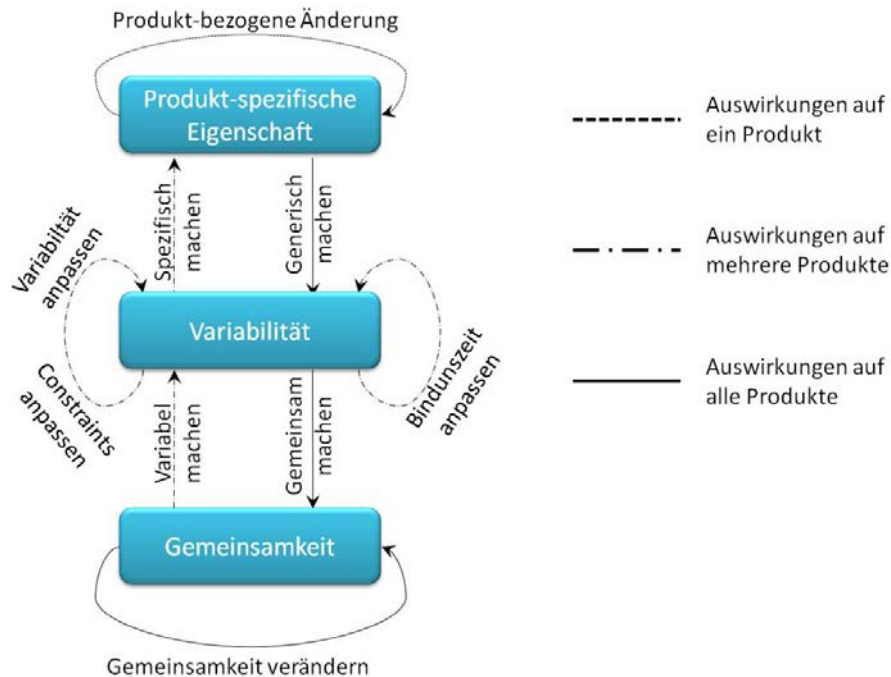 Produkt-bezogene Änderung
Produkt-spezifische
Eigenschaft
Spezifisch
machen
Generisch
machen
Variabiltät
anpassen
Variabilität
Constraints
anpassen
Bindunszeit
anpassen
Variabel
machen
Gemeinsam
machen
Gemeinsamkeit
Gemeinsamkeit verändern
Auswirkungen auf
ein Produkt
Auswirkungen auf
mehrere Produkte
Auswirkungen auf
alle Produkte